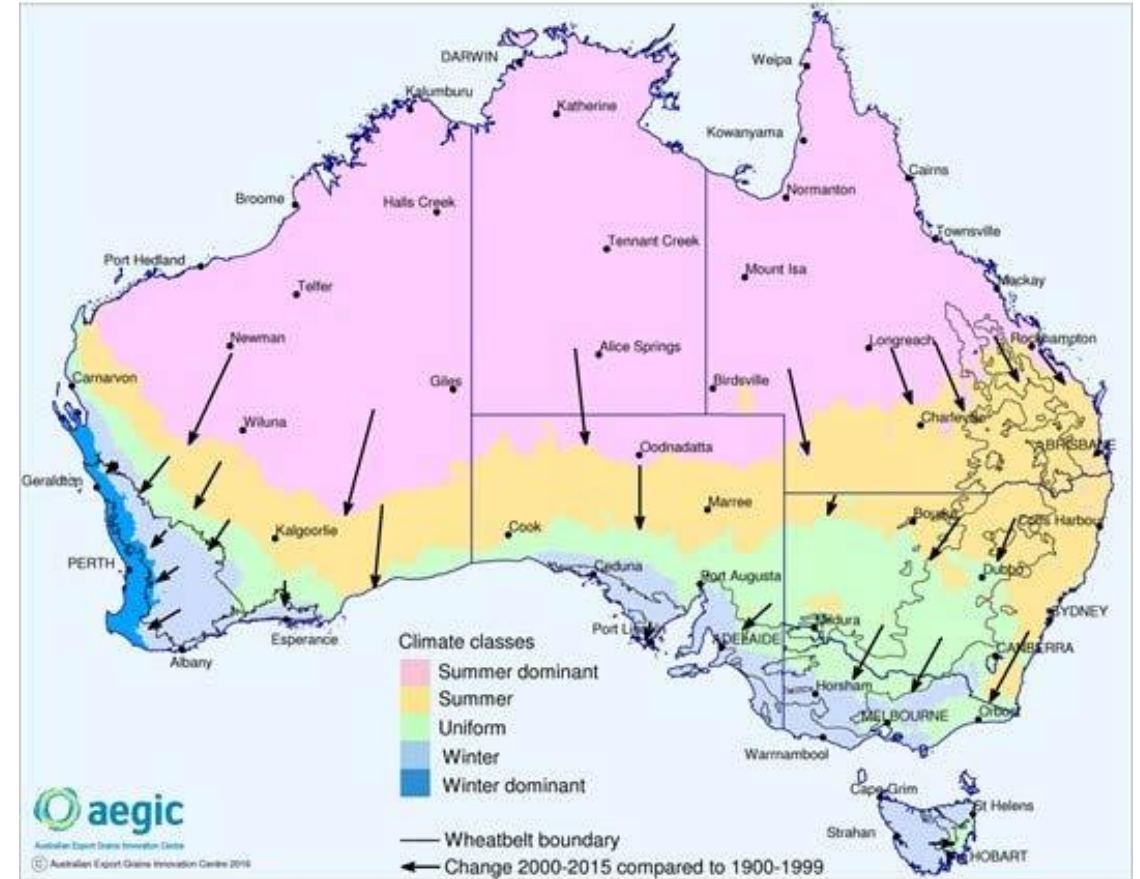 DARWIN
Weipa
Kalumburu
Katherine
Kowanyama
Cairns
Normanton
Broome
Halls Creek
Townsville
Tennant Creek
Port Hedland
Mount Isa
Mackay
Telfer
Newman
Longreach
Rockhampton
Alice Springs
Carnarvon
Giles
Birdsville
Wiluna
Charleville
Oodnadatta
BRISBANE
Geraldton
Marree
Bourke
Coffs Harbour
Kalgoorlie
Cook
PERTH
Ceduna
Port Augusta
Dubbo
SYDNEY
Esperance
Port Lincoln
Mildura
ADELAIDE
CANBERRA
Albany
Horsham
MELBOURNE
Orbost
Warrnambool
Climate classes
Summer dominant
Summer
Uniform
Winter
Winter dominant
Cape Grim
St Helens
Strahan
HOBART
aegic
Australian Export Grains Innovation Centre
© Australian Export Grains Innovation Centre 2016
Wheatbelt boundary
Change 2000-2015 compared to 1900-1999